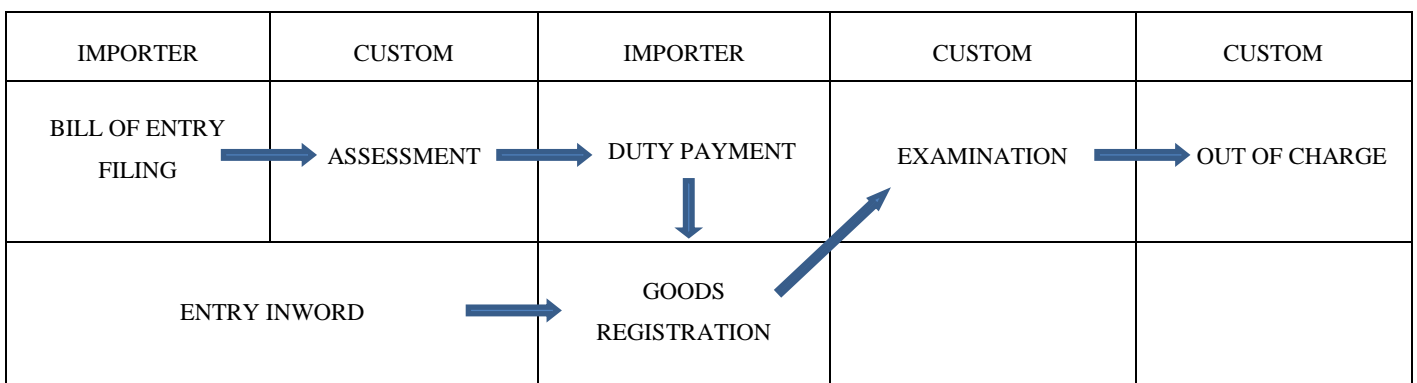 IMPORTER
CUSTOM
IMPORTER
CUSTOM
CUSTOM
BILL OF ENTRY
FILING
ASSESSMENT
DUTY PAYMENT
EXAMINATION
OUT OF CHARGE
ENTRY INWORD
GOODS
REGISTRATION